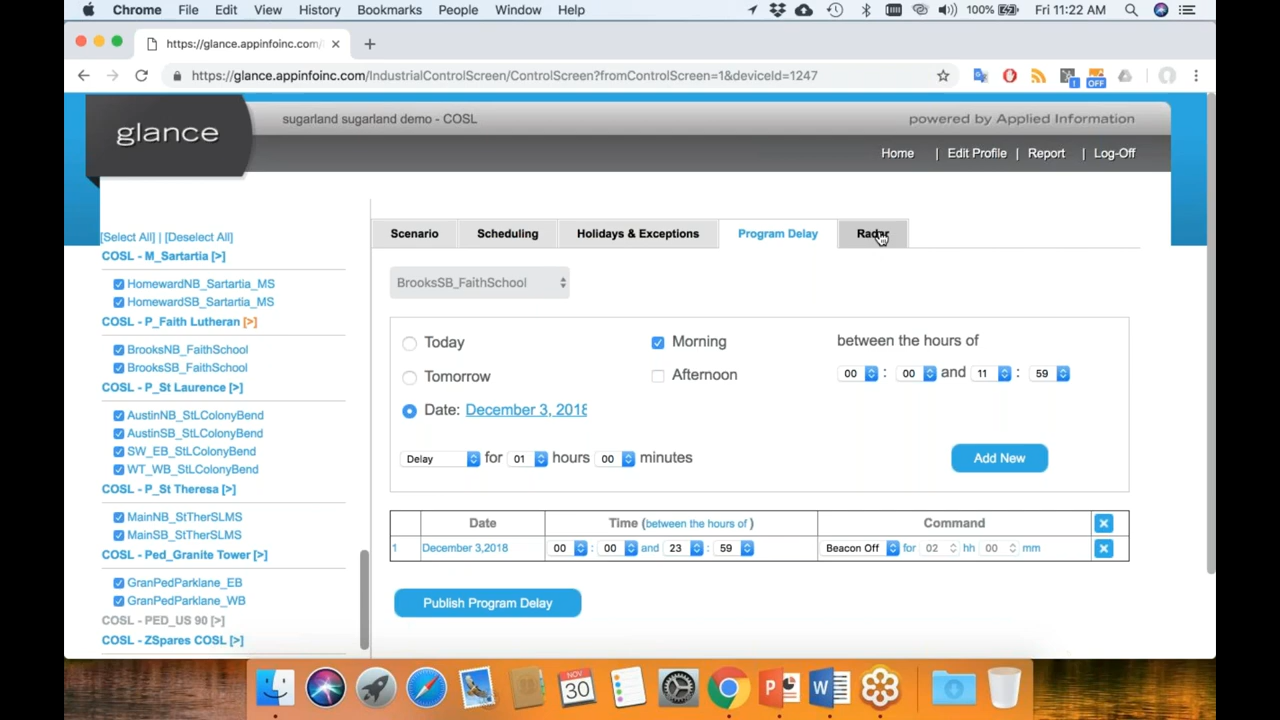 Chrome File Edit View History Bookmarks People Window Help 100% Fri 11:22 AM
https://glance.appinfoinc.com/ × +
https://glance.appinfoinc.com/IndustrialControlScreen/ControlScreen?fromControlScreen=1&deviceId=1247
OFF
glance
sugarland sugarland demo - COSL
powered by Applied Information
Home | Edit Profile | Report | Log-Off
[Select All] | [Deselect All]
COSL - M_Sartartia [>]
HomewardNB_Sartartia_MS
HomewardSB_Sartartia_MS
COSL - P_Faith Lutheran [>]
BrooksNB_FaithSchool
BrooksSB_FaithSchool
COSL - P_St Laurence [>]
AustinNB_StLColonyBend
AustinSB_StLColonyBend
SW_EB_StLColonyBend
WT_WB_StLColonyBend
COSL - P_St Theresa [>]
MainNB_StTherSLMS
MainSB_StTherSLMS
COSL - Ped_Granite Tower [>]
GranPedParklane_EB
GranPedParklane_WB
COSL - PED_US 90 [>]
COSL - ZSpares COSL [>]
Scenario Scheduling Holidays & Exceptions Program Delay Radar
BrooksSB_FaithSchool
Today Morning between the hours of
Tomorrow Afternoon 00 : 00 and 11 : 59
Date: December 3, 2018
Delay for 01 hours 00 minutes Add New
Date Time (between the hours of ) Command
1 December 3,2018 00 : 00 and 23 : 59 Beacon Off for 02 hh 00 mm
Publish Program Delay
NOV
30